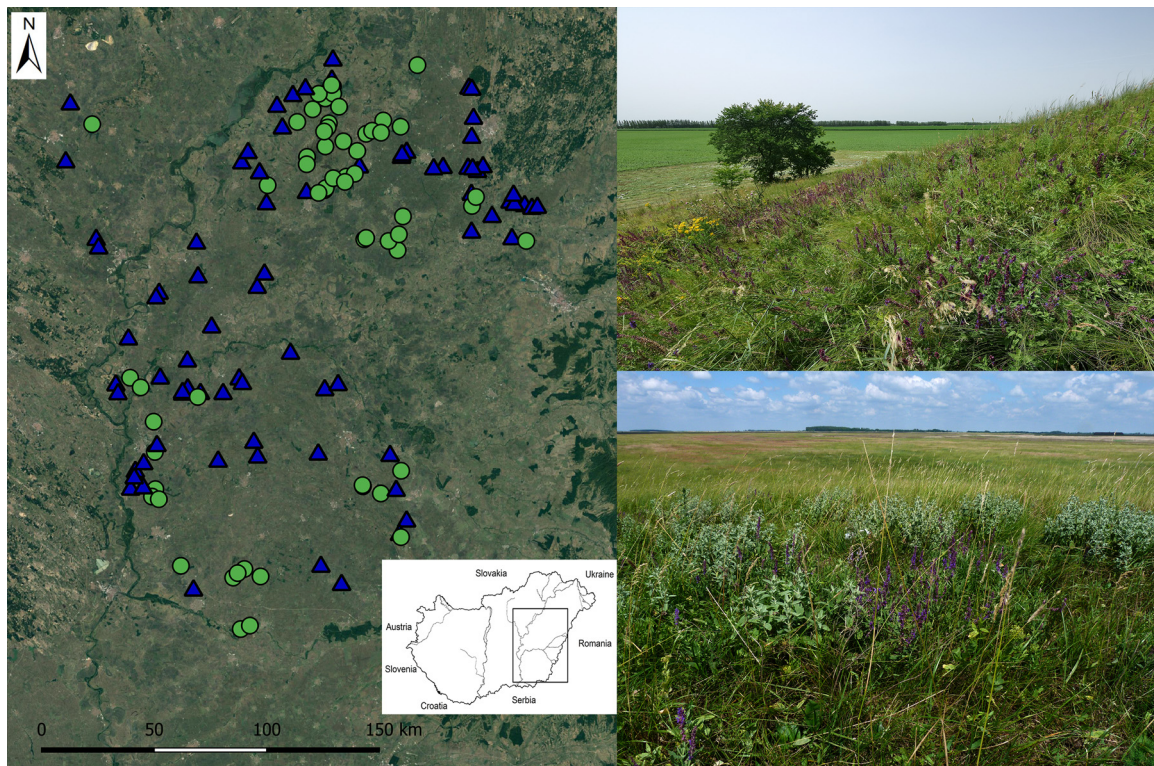 N
Slovakia
Ukraine
Austria
Romania
Slovenia
Croatia
Serbia
0 50 100 150 km